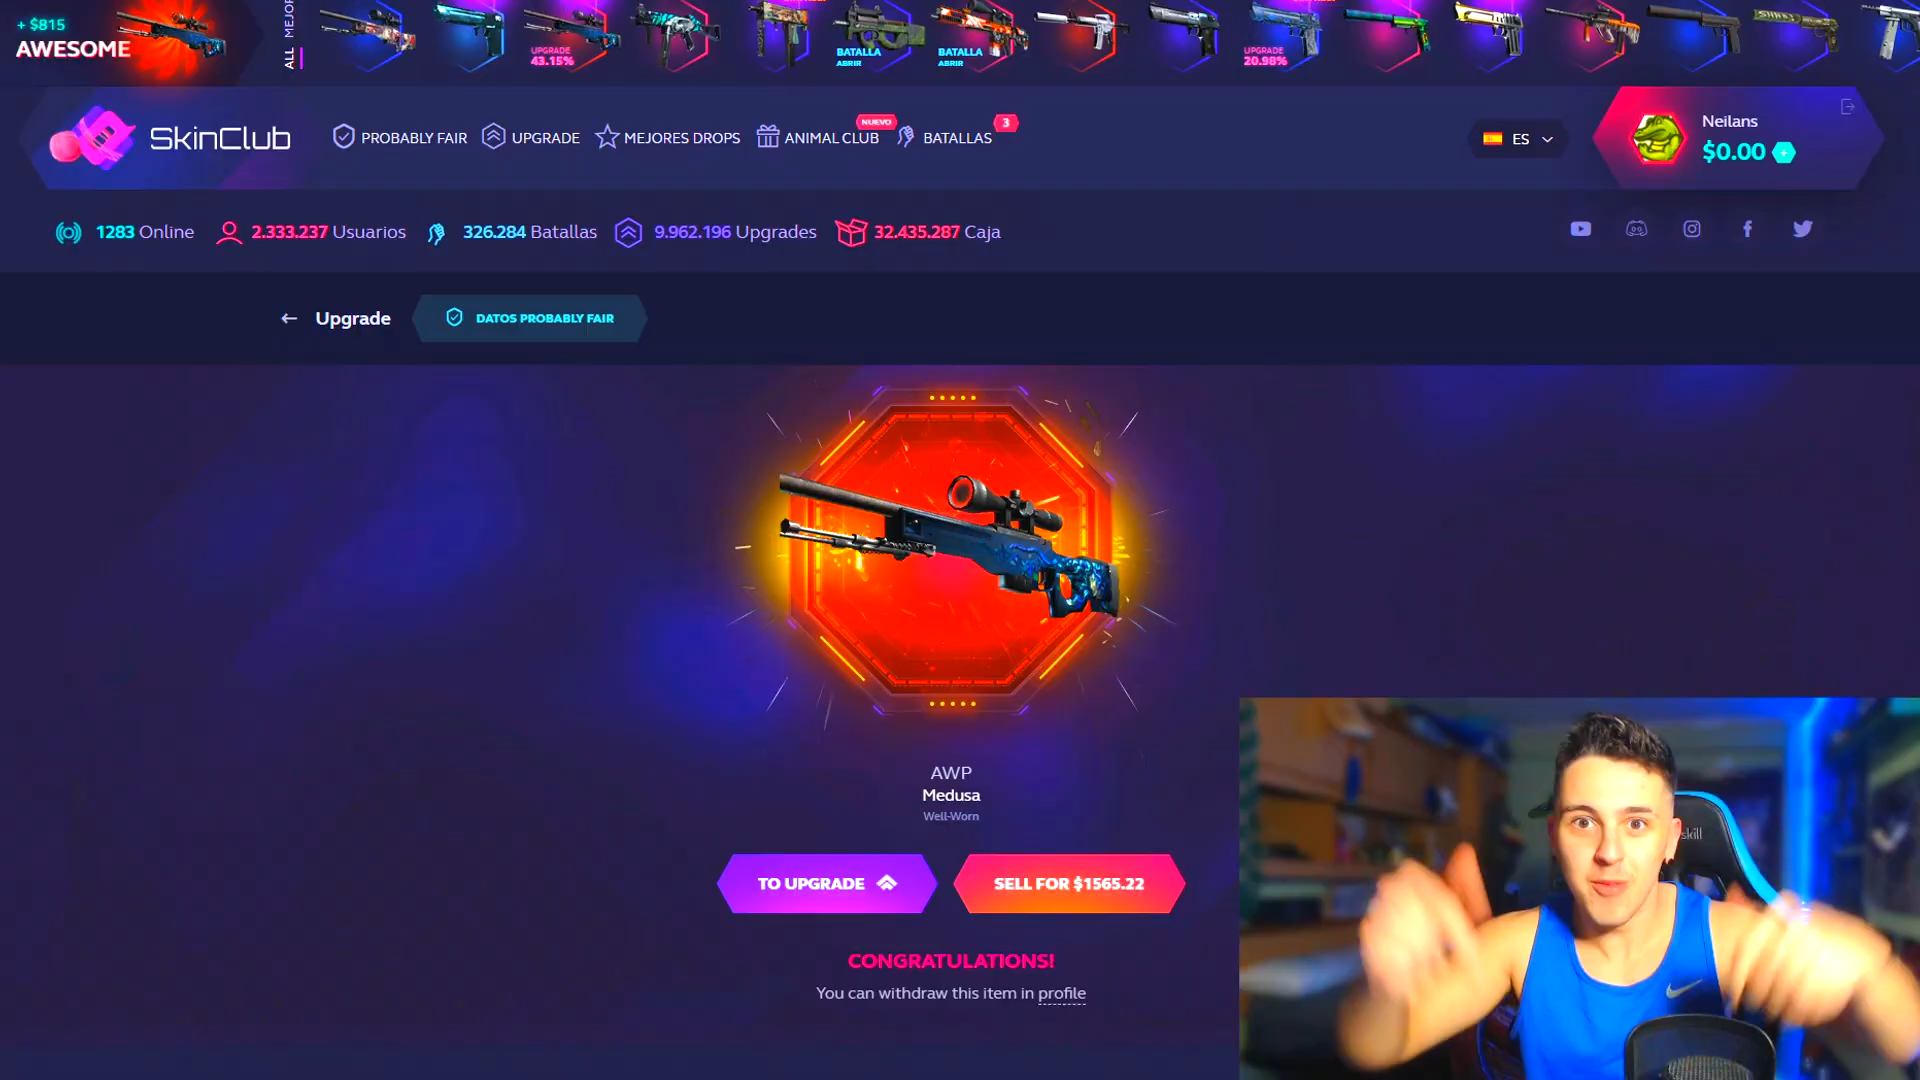 + $815
AWESOME
ALL
MEJOR
UPGRADE
43.15%
BATALLA
ABRIR
BATALLA
ABRIR
UPGRADE
20.98%
SkinClub
PROBABLY FAIR
UPGRADE
MEJORES DROPS
ANIMAL CLUB
NUEVO
BATALLAS
3
ES
Neilans
$0.00
1283 Online
2.333.237 Usuarios
326.284 Batallas
9.962.196 Upgrades
32.435.287 Caja
Upgrade
DATOS PROBABLY FAIR
AWP
Medusa
Well-Worn
TO UPGRADE
SELL FOR $1565.22
CONGRATULATIONS!
You can withdraw this item in profile
skill